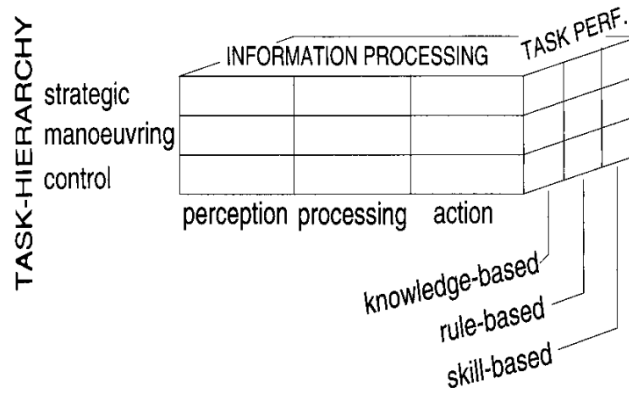 INFORMATION PROCESSING
TASK PERF.
TASK-HIERARCHY
strategic
manoeuvring
control
perception processing action
knowledge-based
rule-based
skill-based